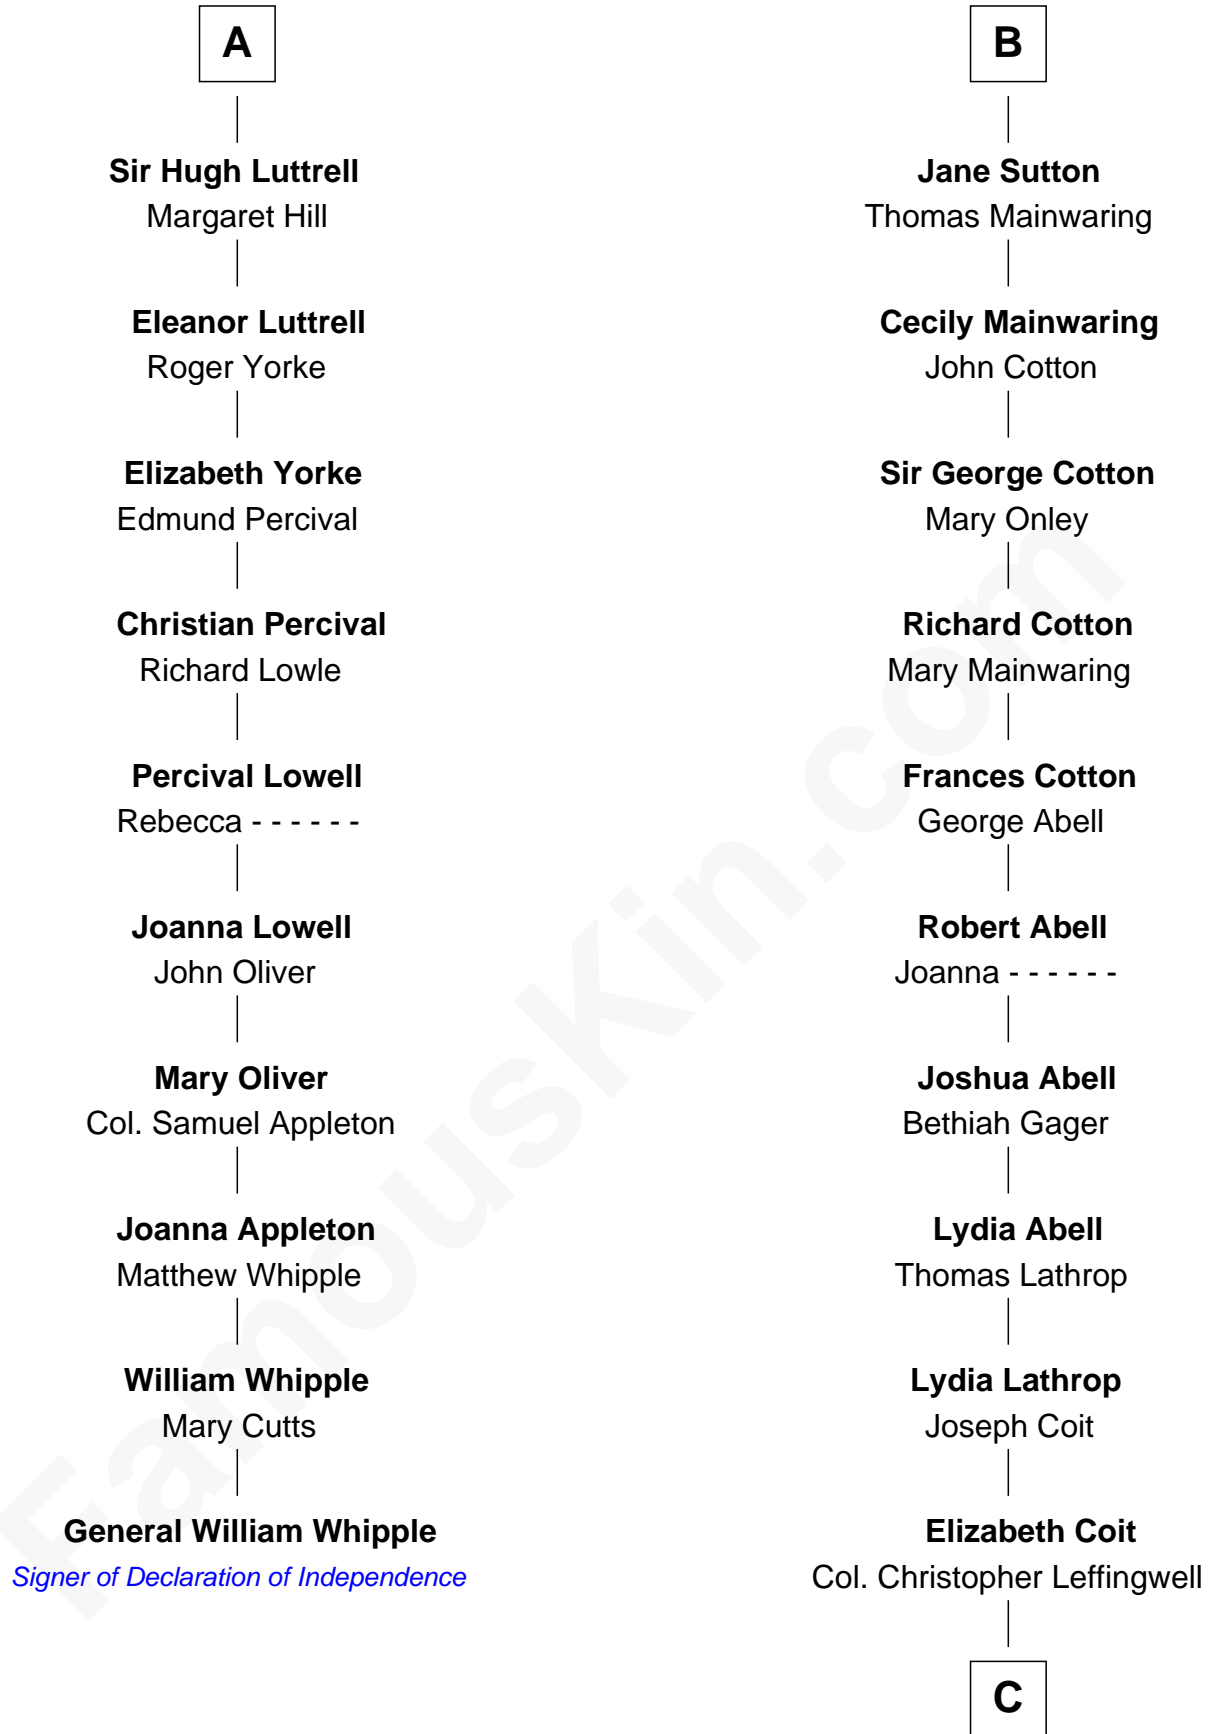 A
Sir Hugh Luttrell
Margaret Hill
Eleanor Luttrell
Roger Yorke
Elizabeth Yorke
Edmund Percival
Christian Percival
Richard Lowle
Percival Lowell
Rebecca - - - - - -
Joanna Lowell
John Oliver
Mary Oliver
Col. Samuel Appleton
Joanna Appleton
Matthew Whipple
William Whipple
Mary Cutts
General William Whipple
Signer of Declaration of Independence
B
Jane Sutton
Thomas Mainwaring
Cecily Mainwaring
John Cotton
Sir George Cotton
Mary Onley
Richard Cotton
Mary Mainwaring
Frances Cotton
George Abell
Robert Abell
Joanna - - - - - -
Joshua Abell
Bethiah Gager
Lydia Abell
Thomas Lathrop
Lydia Lathrop
Joseph Coit
Elizabeth Coit
Col. Christopher Leffingwell
C
FamousKin.com